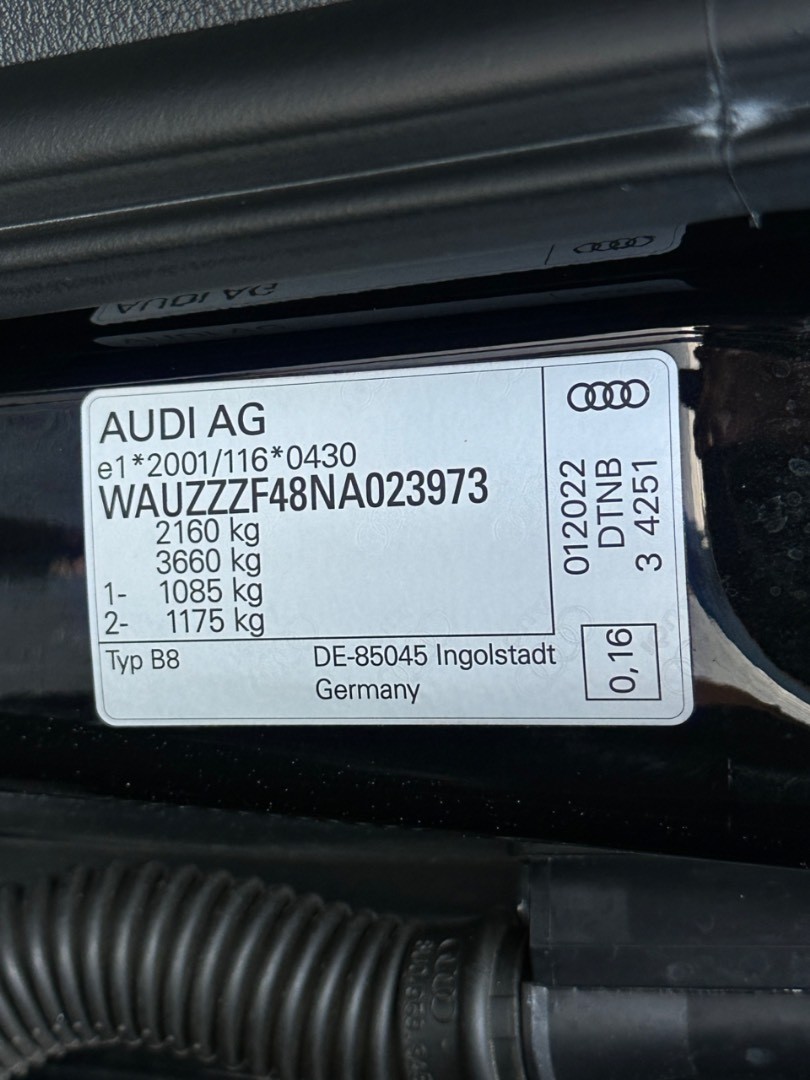 AUDI AG
e1*2001/116*0430
WAUZZZF48NA023973
2160 kg
3660 kg
1- 1085 kg
2- 1175 kg
Typ B8
DE-85045 Ingolstadt
Germany
012022
DTNB
3 4251
0,16